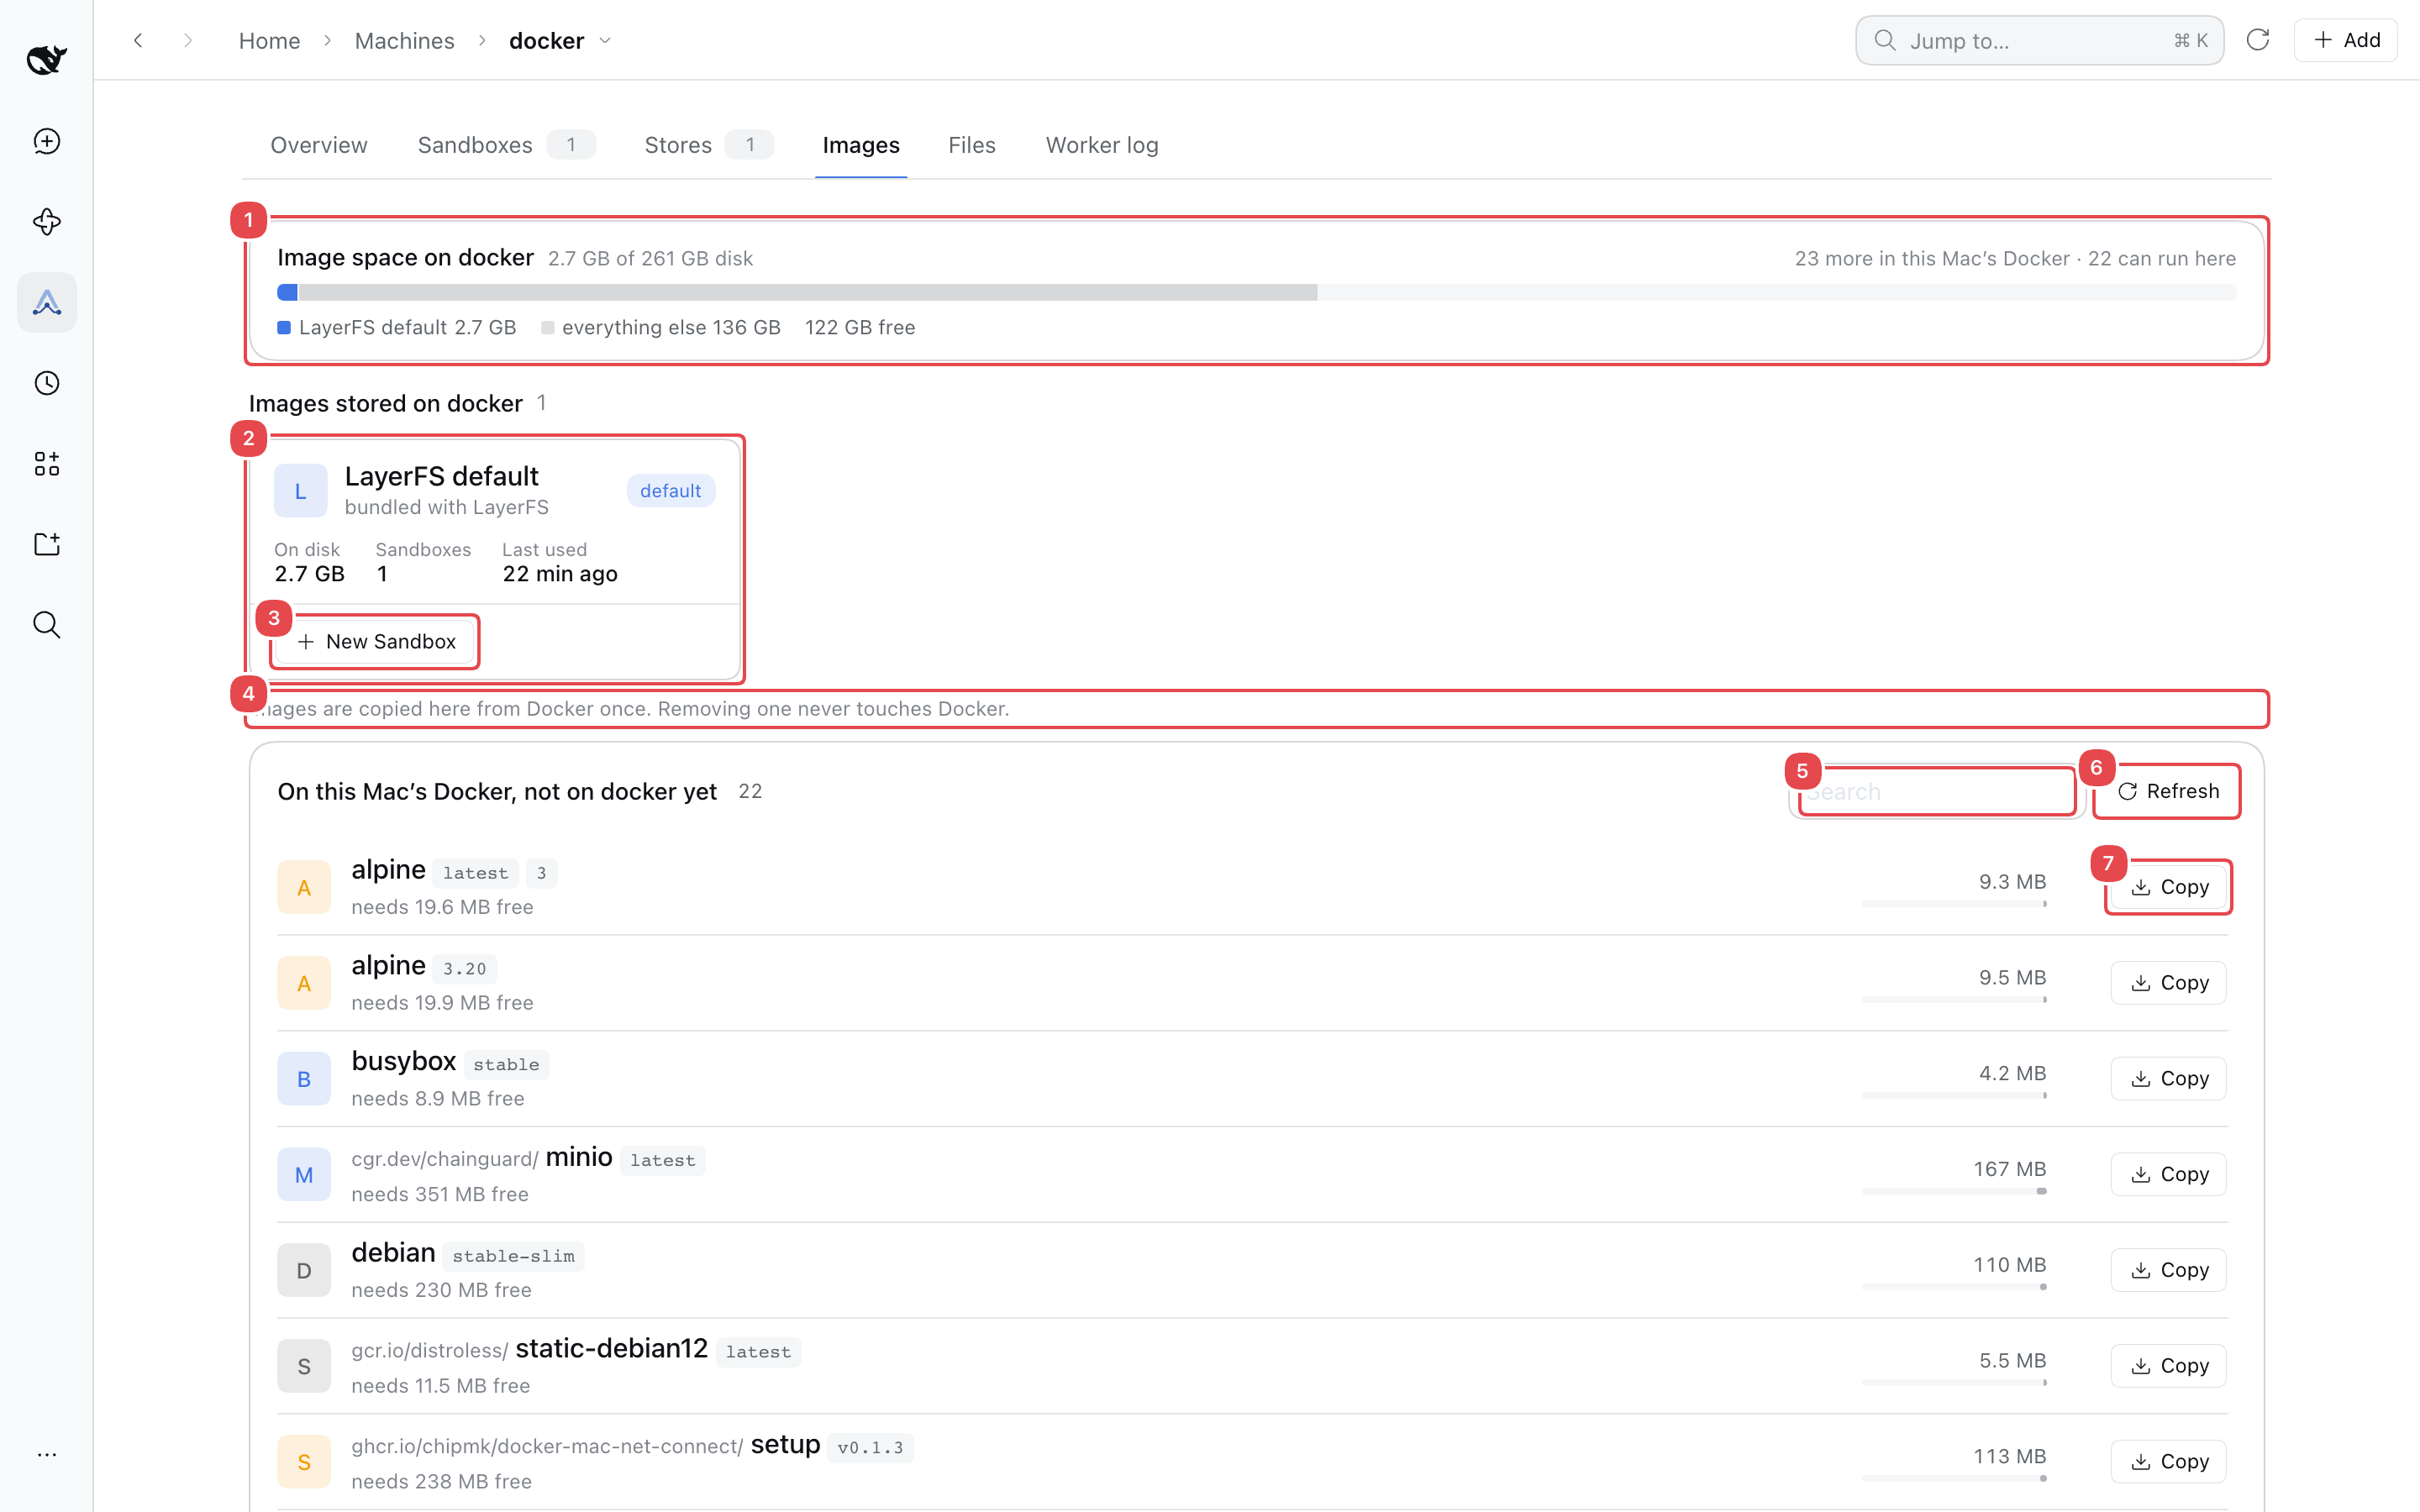 Home > Machines > docker
Jump to... ⌘ K
Add
Overview Sandboxes 1 Stores 1 Images Files Worker log
1
Image space on docker 2.7 GB of 261 GB disk 23 more in this Mac’s Docker · 22 can run here
LayerFS default 2.7 GB everything else 136 GB 122 GB free
Images stored on docker 1
2
L LayerFS default default
bundled with LayerFS
On disk Sandboxes Last used
2.7 GB 1 22 min ago
3
New Sandbox
4
Images are copied here from Docker once. Removing one never touches Docker.
On this Mac’s Docker, not on docker yet 22
5
Search
6
Refresh
A alpine latest 3
needs 19.6 MB free
9.3 MB
7
Copy
A alpine 3.20
needs 19.9 MB free
9.5 MB
Copy
B busybox stable
needs 8.9 MB free
4.2 MB
Copy
M cgr.dev/chainguard/ minio latest
needs 351 MB free
167 MB
Copy
D debian stable-slim
needs 230 MB free
110 MB
Copy
S gcr.io/distroless/ static-debian12 latest
needs 11.5 MB free
5.5 MB
Copy
S ghcr.io/chipmk/docker-mac-net-connect/ setup v0.1.3
needs 238 MB free
113 MB
Copy